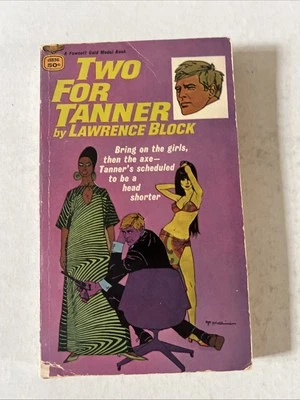 A Fawcett Gold Medal Book
50¢
TWO
FOR
TANNER
by LAWRENCE BLOCK
Bring on the girls,
then the axe—
Tanner's scheduled
to be a
head
shorter